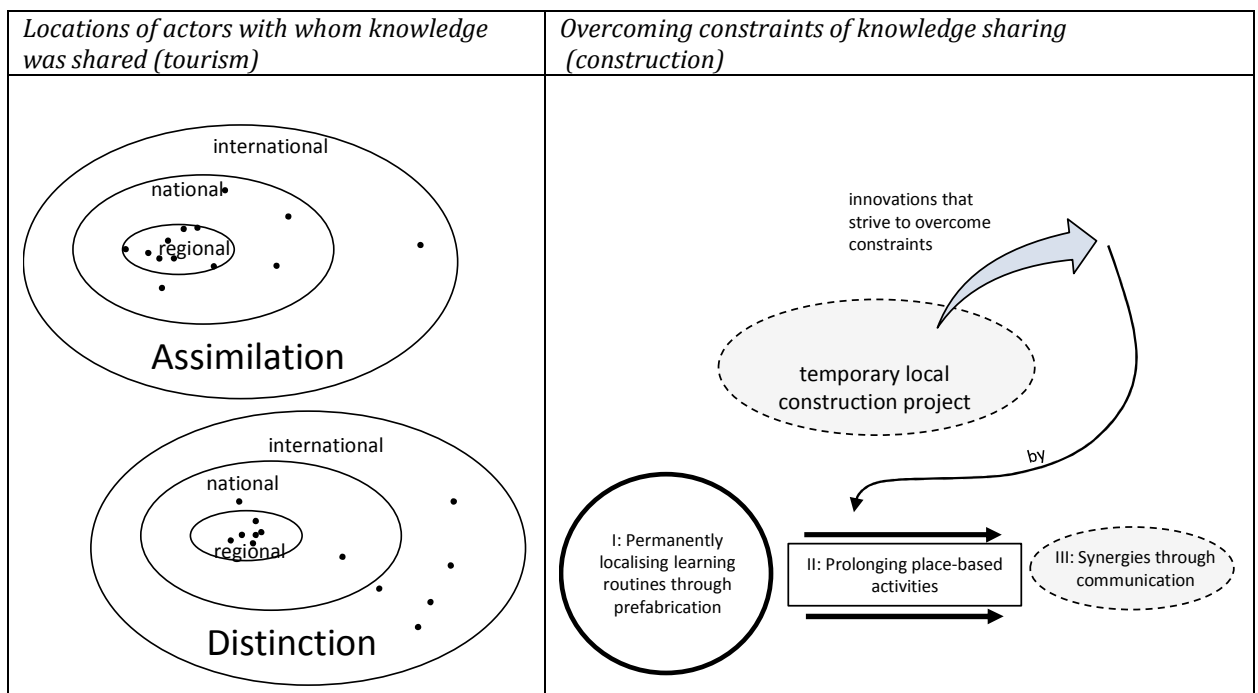 Locations of actors with whom knowledge
was shared (tourism)
Overcoming constraints of knowledge sharing
(construction)
international
national
regional
Assimilation
international
national
regional
Distinction
innovations that
strive to overcome
constraints
temporary local
construction project
by
I: Permanently
localising learning
routines through
prefabrication
II: Prolonging place-based
activities
III: Synergies through
communication